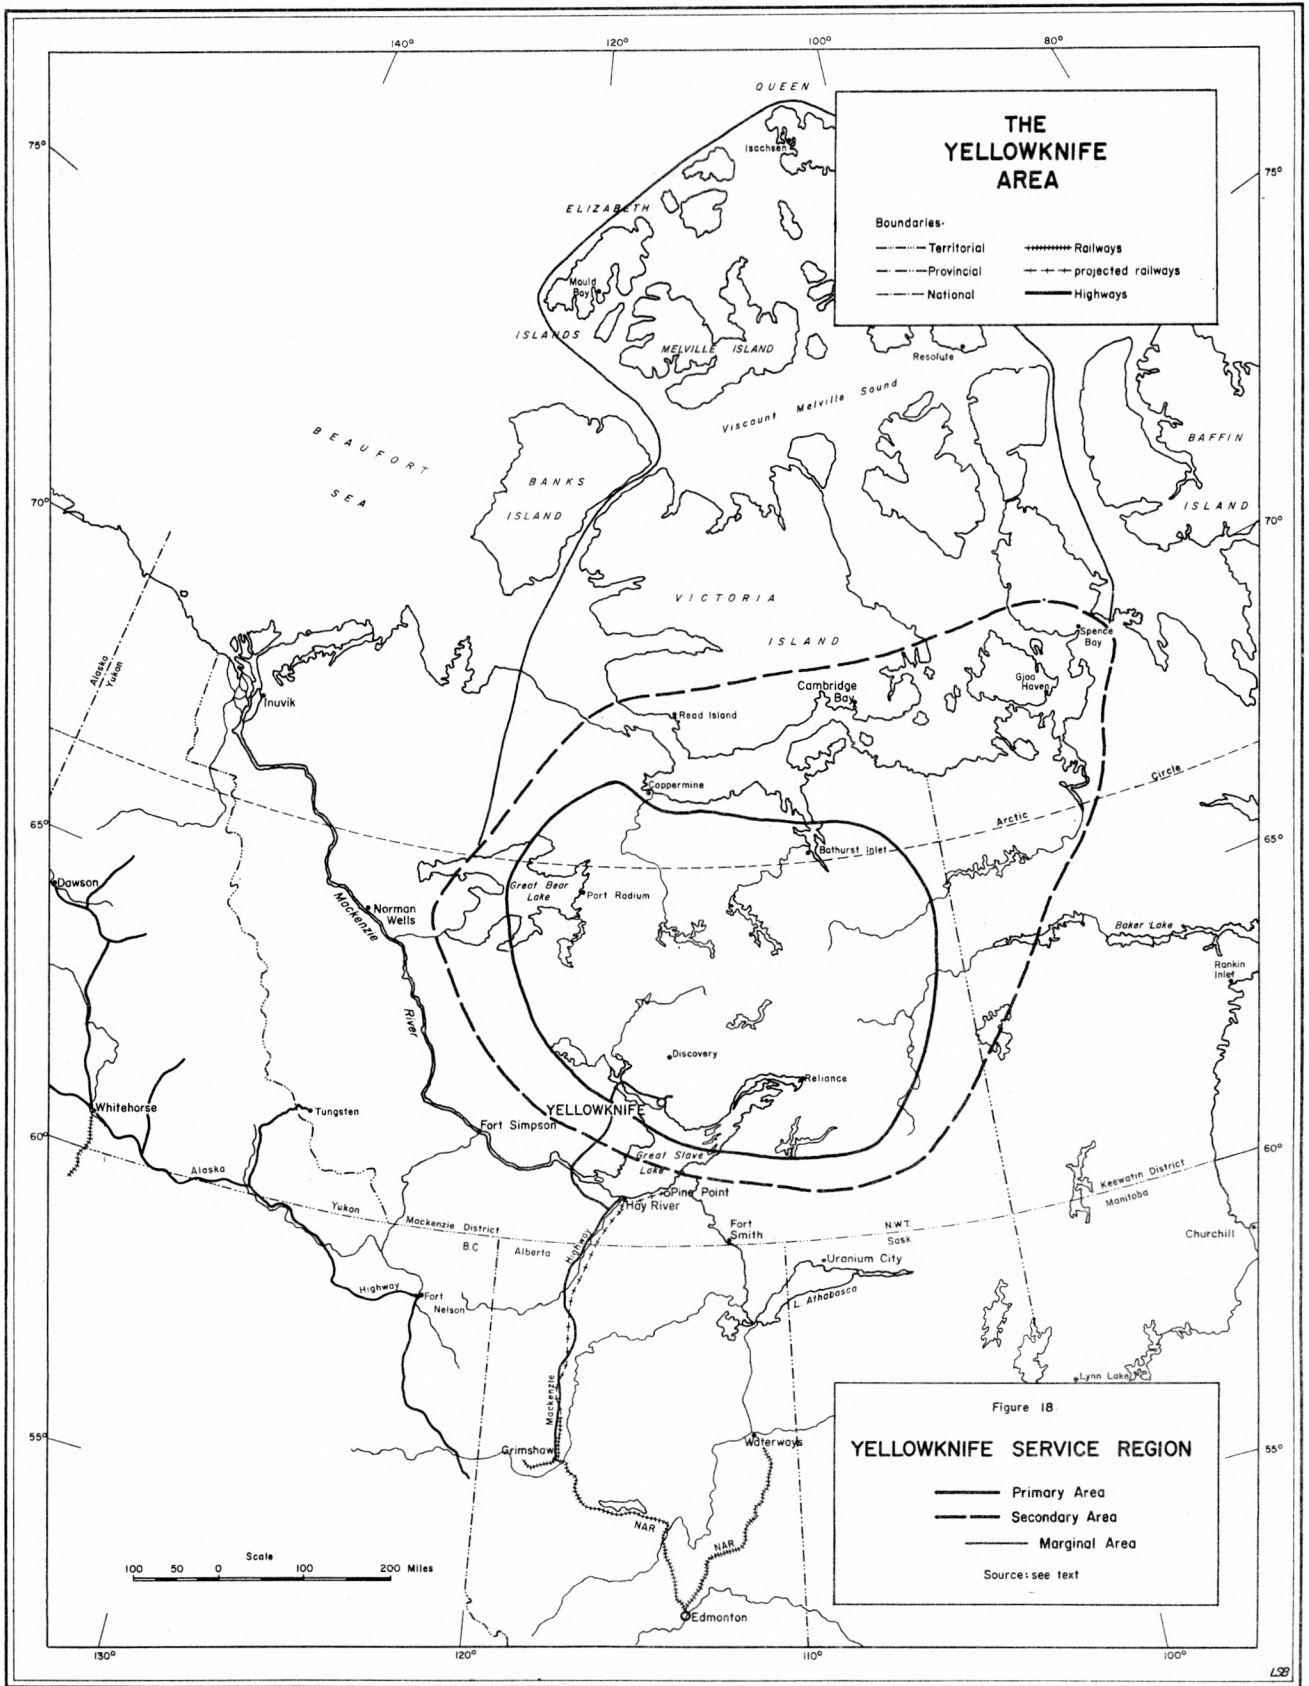 140°
120°
100°
80°
QUEEN
THE
YELLOWKNIFE
AREA
Boundaries·
Territorial
Railways
Provincial
projected railways
National
Highways
75°
75°
Isachsen
ELIZABETH
Mould
Bay
ISLANDS
MELVILLE ISLAND
Resolute
Viscount Melville Sound
BEAUFORT
SEA
BANKS
ISLAND
BAFFIN
ISLAND
70°
70°
VICTORIA
ISLAND
Spence
Bay
Alaska
Yukon
Inuvik
Gjoa
Haven
Cambridge
Bay
Read Island
Coppermine
Circle
Arctic
65°
65°
Bathurst Inlet
Dawson
Great Bear
Lake
Port Radium
Norman
Wells
Mackenzie
River
Baker Lake
Rankin
Inlet
Discovery
Reliance
Whitehorse
Tungsten
YELLOWKNIFE
Fort Simpson
60°
60°
Great Slave
Lake
Alaska
Pine Point
Hay River
Keewatin District
Manitoba
Yukon
Mackenzie District
B.C
Alberta
Highway
Fort
Smith
N.W.T.
Sask
Churchill
Uranium City
L. Athabasca
Highway
Fort
Nelson
Mackenzie
Lynn Lake
Grimshaw
Waterways
55°
55°
NAR
NAR
Figure 18
YELLOWKNIFE SERVICE REGION
Primary Area
Secondary Area
Marginal Area
Source: see text
Scale
100 50 0 100 200 Miles
Edmonton
130°
120°
110°
100°
LSB